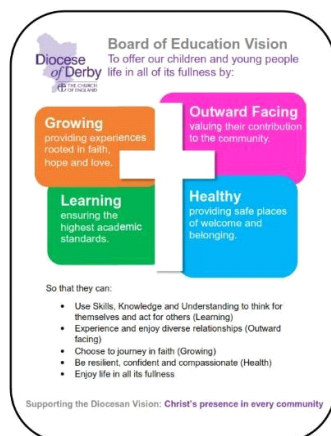 Board of Education Vision
Diocese
of Derby
THE CHURCH
OF ENGLAND
To offer our children and young people
life in all of its fullness by:
Growing
providing experiences
rooted in faith,
hope and love.
Outward Facing
valuing their contribution
to the community.
Learning
ensuring the
highest academic
standards.
Healthy
providing safe places
of welcome and
belonging.
So that they can:
• Use Skills, Knowledge and Understanding to think for
themselves and act for others (Learning)
• Experience and enjoy diverse relationships (Outward
facing)
• Choose to journey in faith (Growing)
• Be resilient, confident and compassionate (Health)
• Enjoy life in all its fullness
Supporting the Diocesan Vision: Christ's presence in every community